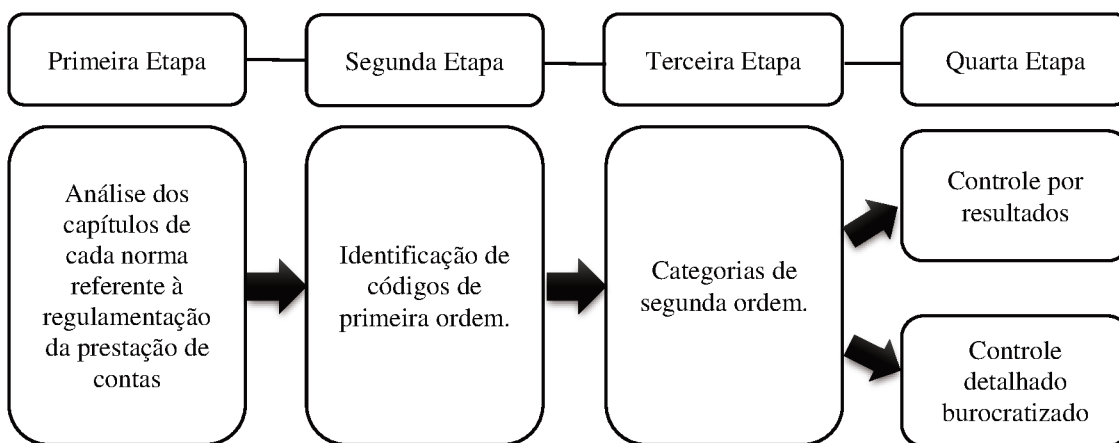 Primeira Etapa
Segunda Etapa
Terceira Etapa
Quarta Etapa
Análise dos
capítulos de
cada norma
referente à
regulamentação
da prestação de
contas
Identificação de
códigos de
primeira ordem.
Categorias de
segunda ordem.
Controle por
resultados
Controle
detalhado
burocratizado